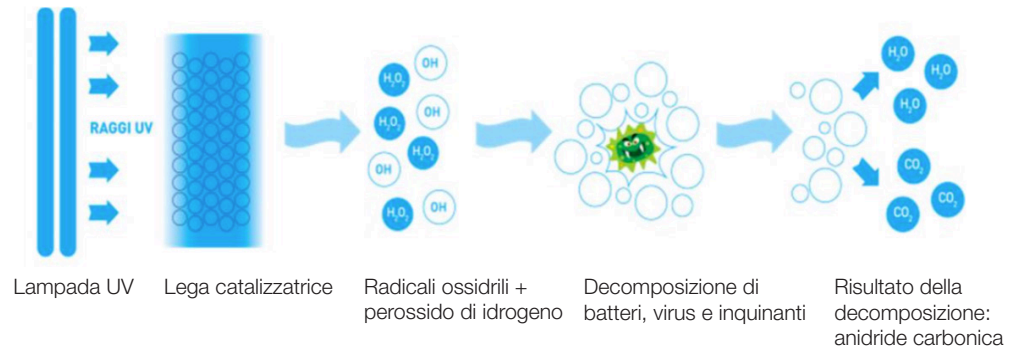 RAGGI UV
H₂O₂
OH
H₂O₂
OH
H₂O₂
OH
H₂O₂
OH
H₂O
H₂O
H₂O
CO₂
CO₂
CO₂
Lampada UV
Lega catalizzatrice
Radicali ossidrili +
perossido di idrogeno
Decomposizione di
batteri, virus e inquinanti
Risultato della
decomposizione:
anidride carbonica